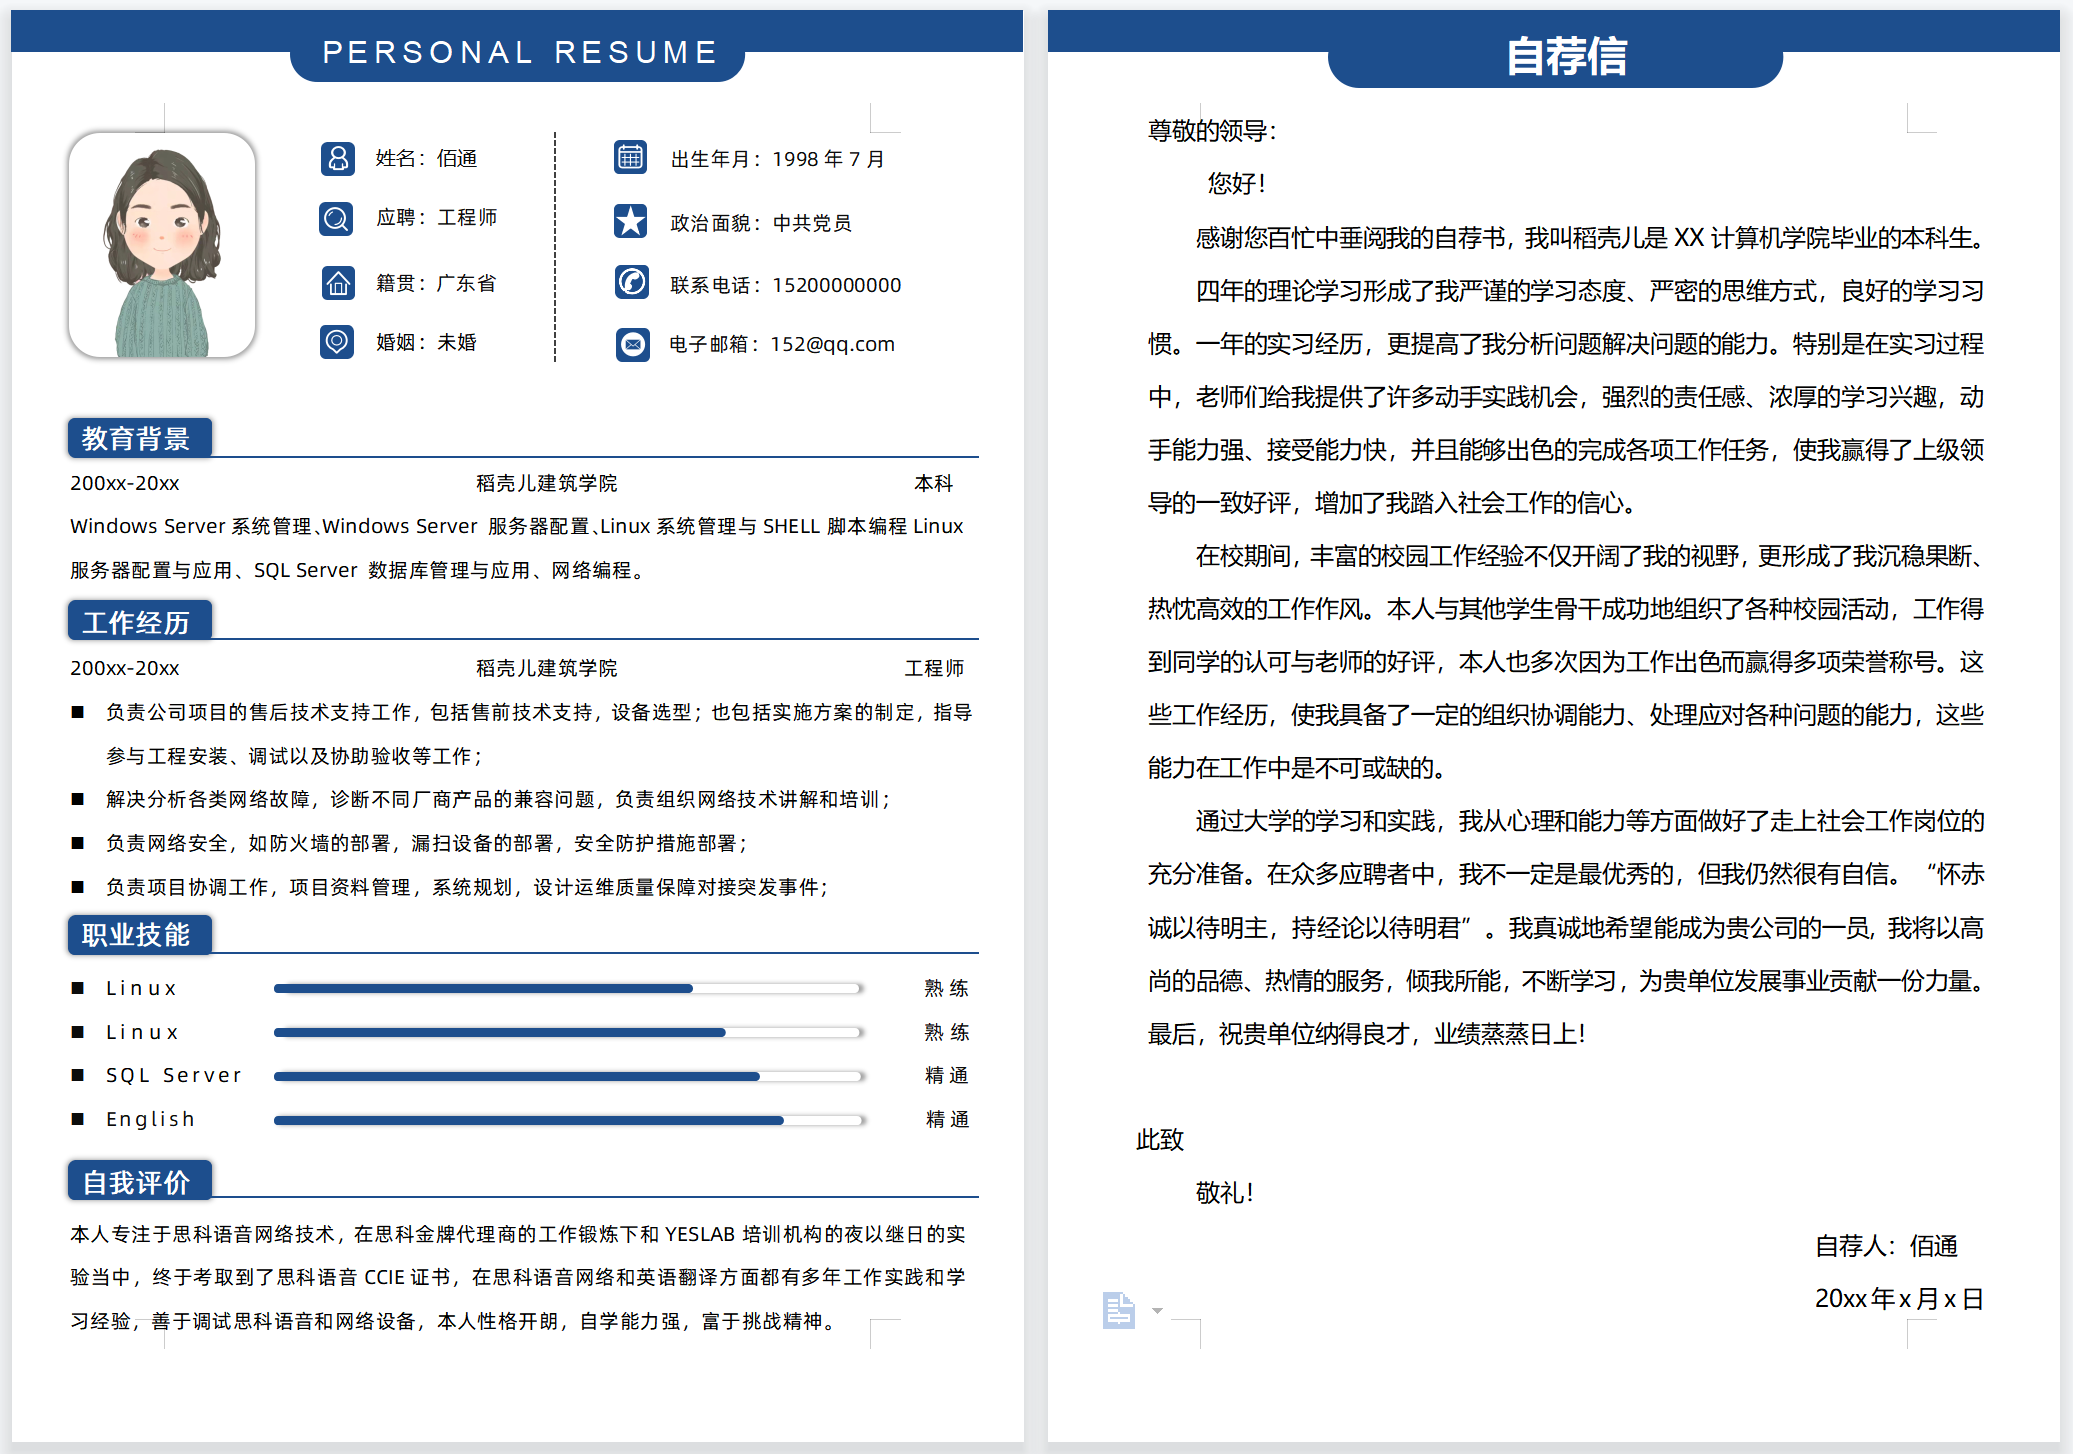 PERSONAL RESUME
姓名：佰通
应聘：工程师
籍贯：广东省
婚姻：未婚
出生年月：1998 年 7 月
政治面貌：中共党员
联系电话：15200000000
电子邮箱：152@qq.com
教育背景
200xx-20xx 稻壳儿建筑学院 本科
Windows Server 系统管理、Windows Server 服务器配置、Linux 系统管理与 SHELL 脚本编程 Linux
服务器配置与应用、SQL Server 数据库管理与应用、网络编程。
工作经历
200xx-20xx 稻壳儿建筑学院 工程师
■ 负责公司项目的售后技术支持工作，包括售前技术支持，设备选型；也包括实施方案的制定，指导
参与工程安装、调试以及协助验收等工作；
■ 解决分析各类网络故障，诊断不同厂商产品的兼容问题，负责组织网络技术讲解和培训；
■ 负责网络安全，如防火墙的部署，漏扫设备的部署，安全防护措施部署；
■ 负责项目协调工作，项目资料管理，系统规划，设计运维质量保障对接突发事件；
职业技能
■ Linux 熟练
■ Linux 熟练
■ SQL Server 精通
■ English 精通
自我评价
本人专注于思科语音网络技术，在思科金牌代理商的工作锻炼下和 YESLAB 培训机构的夜以继日的实
验当中，终于考取到了思科语音 CCIE 证书，在思科语音网络和英语翻译方面都有多年工作实践和学
习经验，善于调试思科语音和网络设备，本人性格开朗，自学能力强，富于挑战精神。
自荐信
尊敬的领导：
您好！
感谢您百忙中垂阅我的自荐书，我叫稻壳儿是 XX 计算机学院毕业的本科生。
四年的理论学习形成了我严谨的学习态度、严密的思维方式，良好的学习习
惯。一年的实习经历，更提高了我分析问题解决问题的能力。特别是在实习过程
中，老师们给我提供了许多动手实践机会，强烈的责任感、浓厚的学习兴趣，动
手能力强、接受能力快，并且能够出色的完成各项工作任务，使我赢得了上级领
导的一致好评，增加了我踏入社会工作的信心。
在校期间，丰富的校园工作经验不仅开阔了我的视野，更形成了我沉稳果断、
热忱高效的工作作风。本人与其他学生骨干成功地组织了各种校园活动，工作得
到同学的认可与老师的好评，本人也多次因为工作出色而赢得多项荣誉称号。这
些工作经历，使我具备了一定的组织协调能力、处理应对各种问题的能力，这些
能力在工作中是不可或缺的。
通过大学的学习和实践，我从心理和能力等方面做好了走上社会工作岗位的
充分准备。在众多应聘者中，我不一定是最优秀的，但我仍然很有自信。“怀赤
诚以待明主，持经论以待明君”。我真诚地希望能成为贵公司的一员，我将以高
尚的品德、热情的服务，倾我所能，不断学习，为贵单位发展事业贡献一份力量。
最后，祝贵单位纳得良才，业绩蒸蒸日上！
此致
敬礼！
自荐人：佰通
20xx 年 x 月 x 日